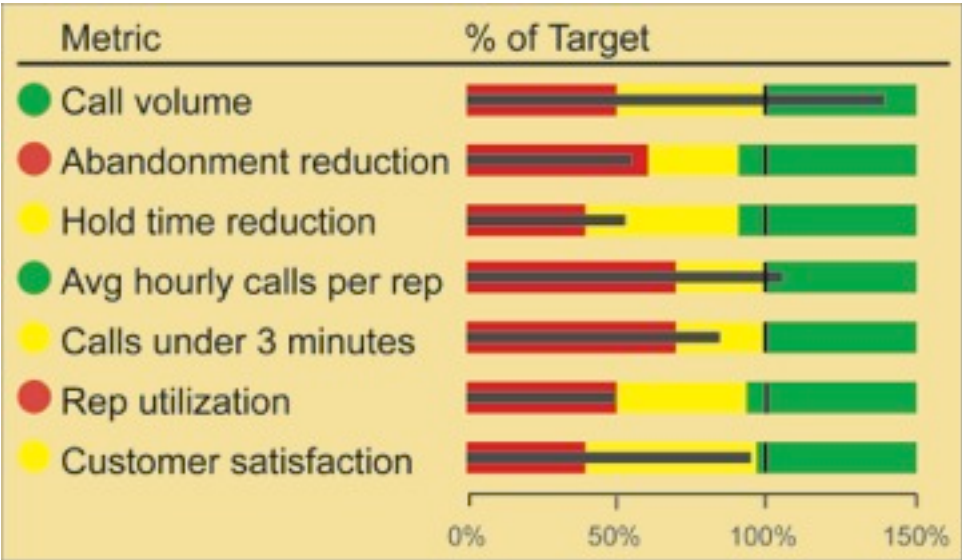 Metric % of Target
Call volume
Abandonment reduction
Hold time reduction
Avg hourly calls per rep
Calls under 3 minutes
Rep utilization
Customer satisfaction
0% 50% 100% 150%